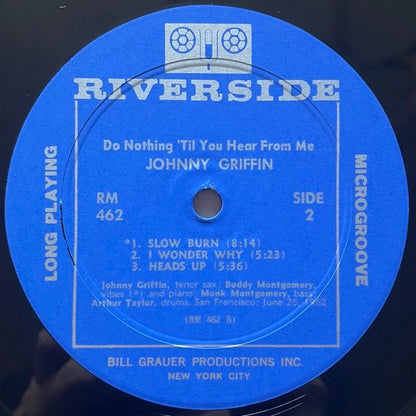 RIVERSIDE
Do Nothing 'Til You Hear From Me
JOHNNY GRIFFIN
RM
462
SIDE
2
LONG PLAYING
MICROGROOVE
*1. SLOW BURN (8:14)
2. I WONDER WHY (5:23)
3. HEADS UP (5:36)
Johnny Griffin, tenor sax; Buddy Montgomery,
vibes (*) and piano; Monk Montgomery, bass;
Arthur Taylor, drums. San Francisco; June 26, 1962
(RM 462 B)
BILL GRAUER PRODUCTIONS INC.
NEW YORK CITY